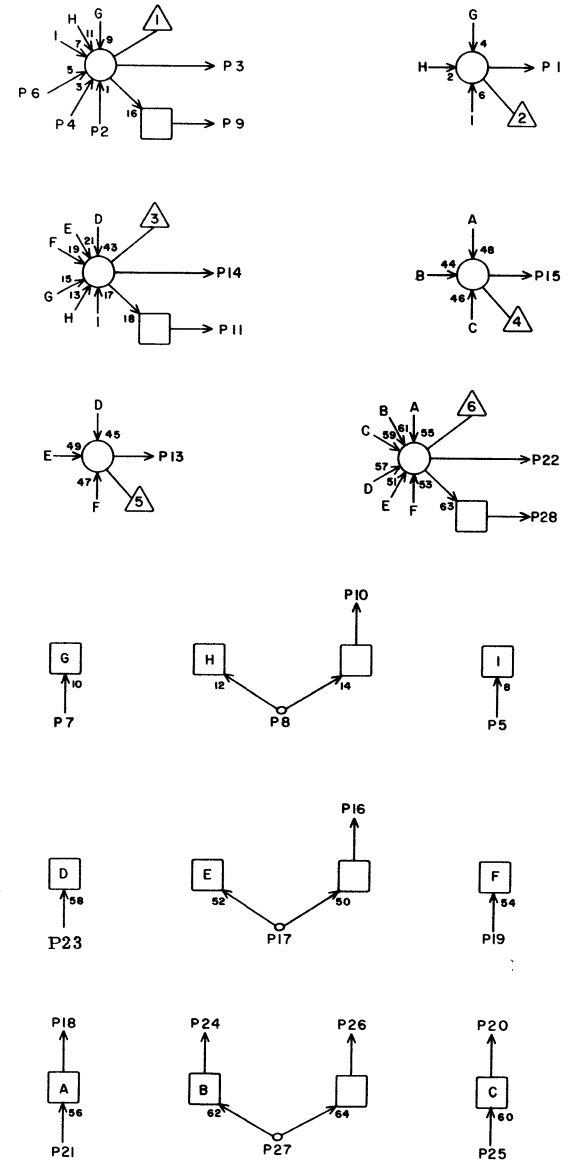 G
H
I
11
7
9
1
5
3
1
P6
P4
P2
P3
16
P9
G
4
H
2
6
I
P1
2
D
E
F
21
43
19
15
G
13
17
H
I
3
P14
18
P11
A
48
B
44
46
C
P15
4
D
45
E
49
47
F
P13
5
A
B
C
61
55
59
57
D
51
53
E
F
6
P22
63
P28
P10
G
H
I
10
12
14
8
P7
P8
P5
P16
D
E
F
58
52
50
54
P23
P17
P19
P18
P24
P26
P20
A
B
C
56
62
64
60
P21
P27
P25